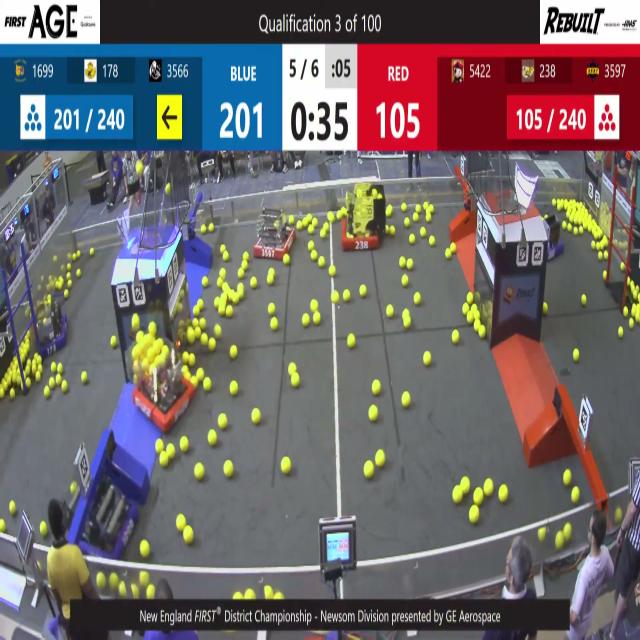 FIRST AGE
Qualification 3 of 100
REBUILT
1699 178 3566 BLUE 5 / 6 :05 RED 5422 238 3597
201 / 240 201 0:35 105 105 / 240
3597
238
New England FIRST® District Championship - Newsom Division presented by GE Aerospace